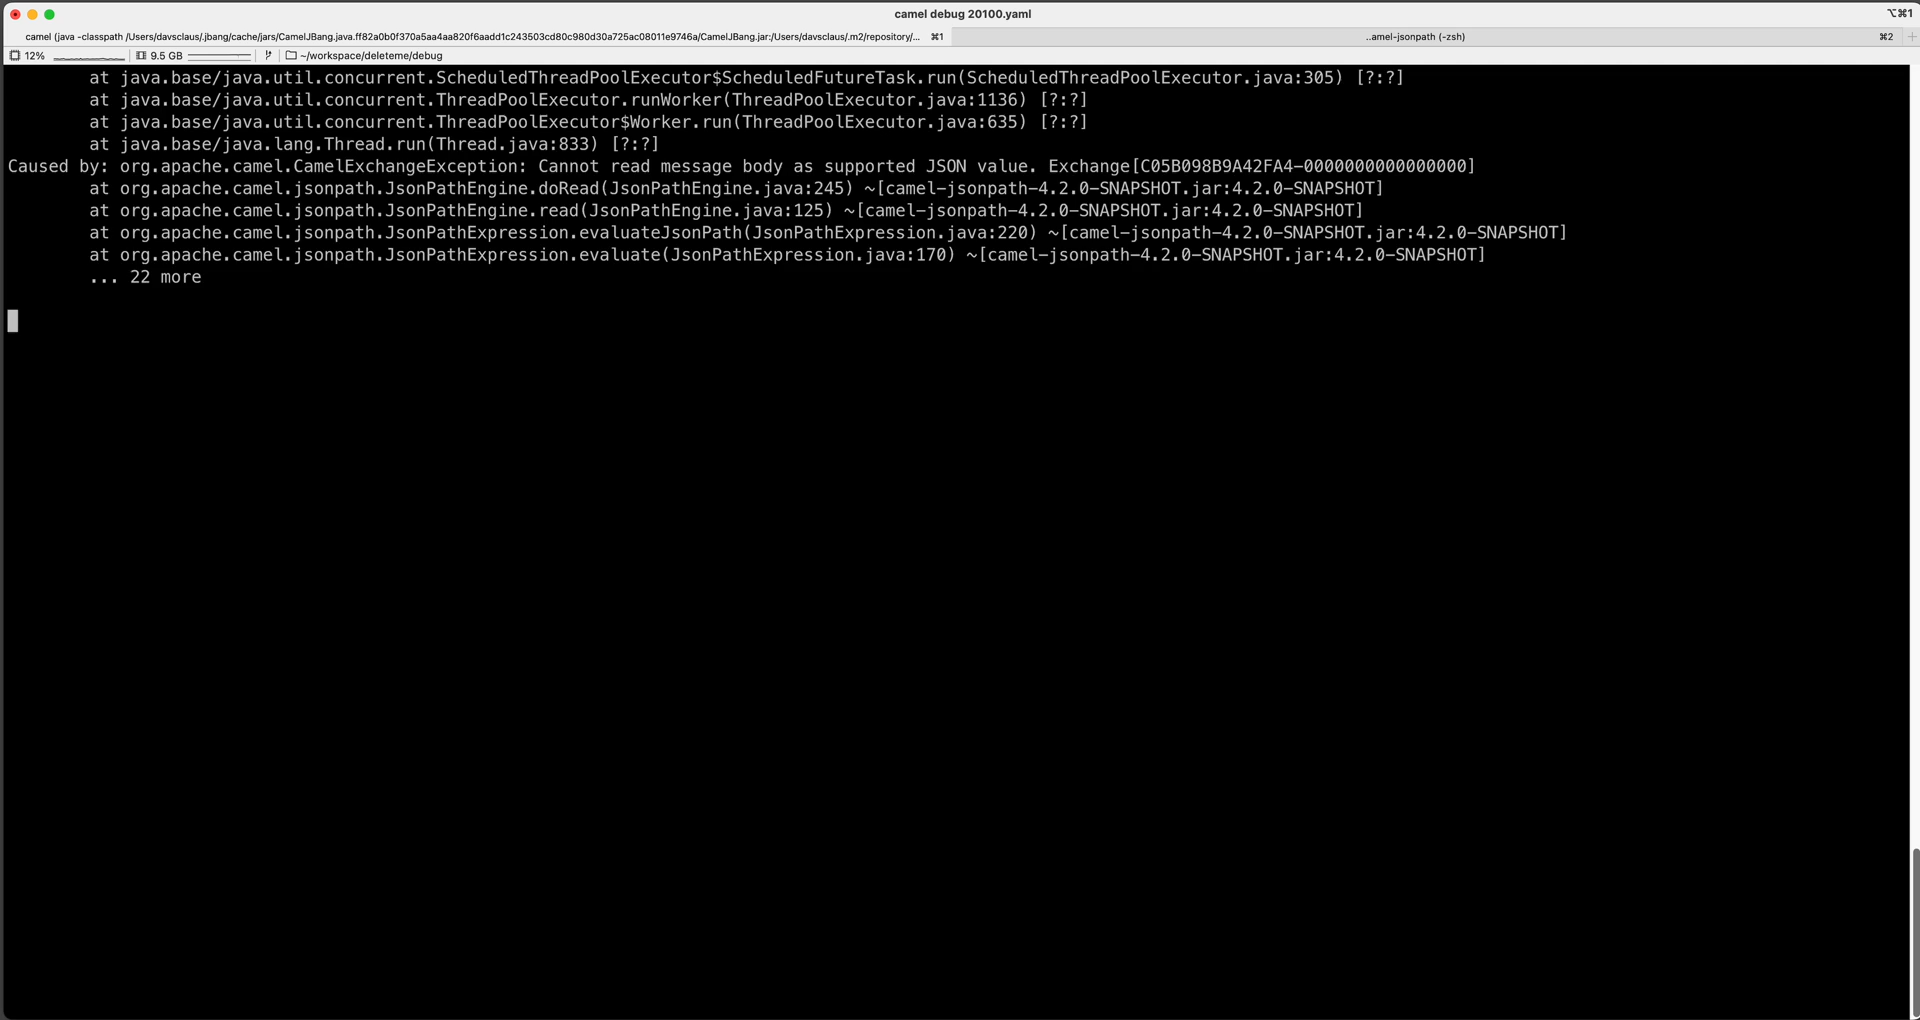 camel debug 20100.yaml
⌥⌘1
camel (java -classpath /Users/davsclaus/.jbang/cache/jars/CamelJBang.java.ff82a0b0f370a5aa4aa820f6aadd1c243503cd80c980d30a725ac08011e9746a/CamelJBang.jar:/Users/davsclaus/.m2/repository/... ⌘1
..amel-jsonpath (-zsh) ⌘2
12% 9.5 GB ~/workspace/deleteme/debug
at java.base/java.util.concurrent.ScheduledThreadPoolExecutor$ScheduledFutureTask.run(ScheduledThreadPoolExecutor.java:305) [?:?]
at java.base/java.util.concurrent.ThreadPoolExecutor.runWorker(ThreadPoolExecutor.java:1136) [?:?]
at java.base/java.util.concurrent.ThreadPoolExecutor$Worker.run(ThreadPoolExecutor.java:635) [?:?]
at java.base/java.lang.Thread.run(Thread.java:833) [?:?]
Caused by: org.apache.camel.CamelExchangeException: Cannot read message body as supported JSON value. Exchange[C05B098B9A42FA4-0000000000000000]
at org.apache.camel.jsonpath.JsonPathEngine.doRead(JsonPathEngine.java:245) ~[camel-jsonpath-4.2.0-SNAPSHOT.jar:4.2.0-SNAPSHOT]
at org.apache.camel.jsonpath.JsonPathEngine.read(JsonPathEngine.java:125) ~[camel-jsonpath-4.2.0-SNAPSHOT.jar:4.2.0-SNAPSHOT]
at org.apache.camel.jsonpath.JsonPathExpression.evaluateJsonPath(JsonPathExpression.java:220) ~[camel-jsonpath-4.2.0-SNAPSHOT.jar:4.2.0-SNAPSHOT]
at org.apache.camel.jsonpath.JsonPathExpression.evaluate(JsonPathExpression.java:170) ~[camel-jsonpath-4.2.0-SNAPSHOT.jar:4.2.0-SNAPSHOT]
... 22 more